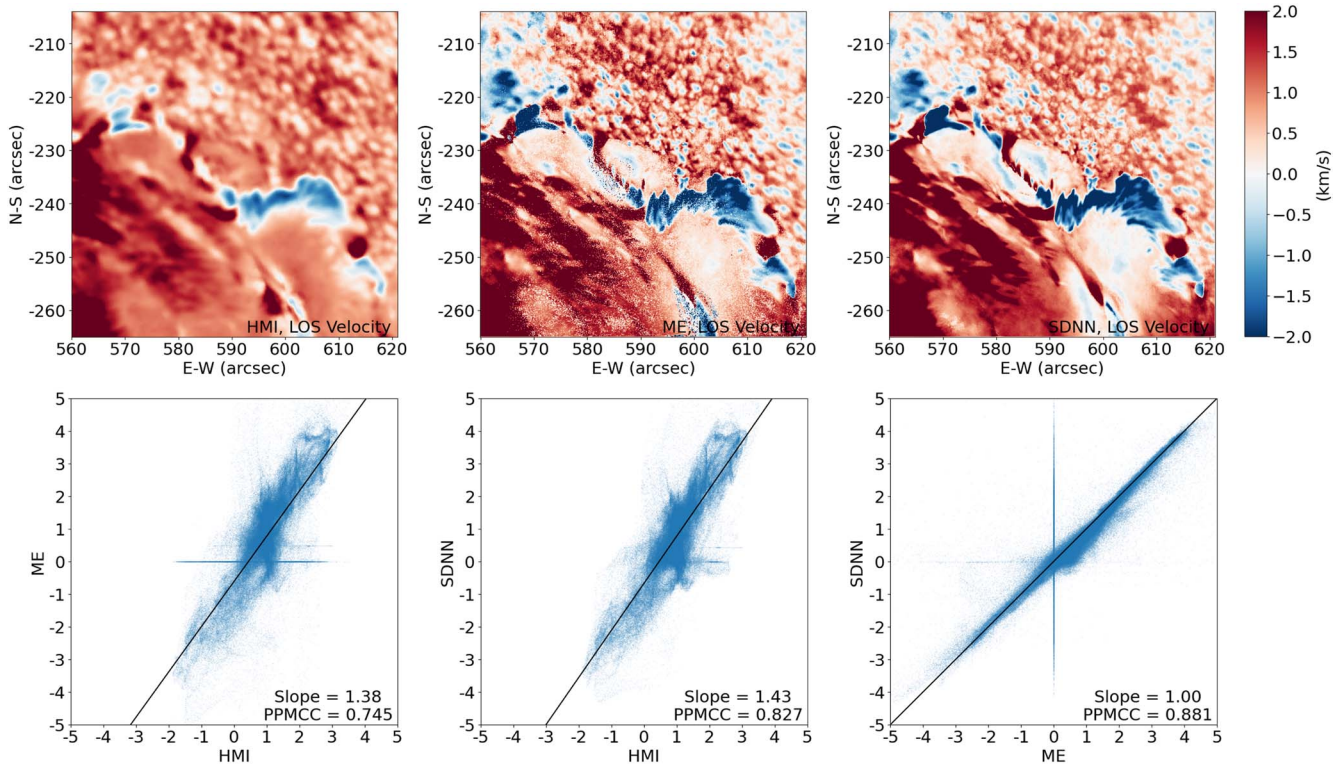 -210
-220
-230
-240
-250
-260
N-S (arcsec)
HMI, LOS Velocity
560 570 580 590 600 610 620
E-W (arcsec)
-210
-220
-230
-240
-250
-260
N-S (arcsec)
ME, LOS Velocity
560 570 580 590 600 610 620
E-W (arcsec)
-210
-220
-230
-240
-250
-260
N-S (arcsec)
SDNN, LOS Velocity
560 570 580 590 600 610 620
E-W (arcsec)
2.0
1.5
1.0
0.5
0.0
−0.5
−1.0
−1.5
−2.0
(km/s)
5
4
3
2
1
0
-1
-2
-3
-4
-5
ME
Slope = 1.38
PPMCC = 0.745
-5 -4 -3 -2 -1 0 1 2 3 4 5
HMI
5
4
3
2
1
0
-1
-2
-3
-4
-5
SDNN
Slope = 1.43
PPMCC = 0.827
-5 -4 -3 -2 -1 0 1 2 3 4 5
HMI
5
4
3
2
1
0
-1
-2
-3
-4
-5
SDNN
Slope = 1.00
PPMCC = 0.881
-5 -4 -3 -2 -1 0 1 2 3 4 5
ME